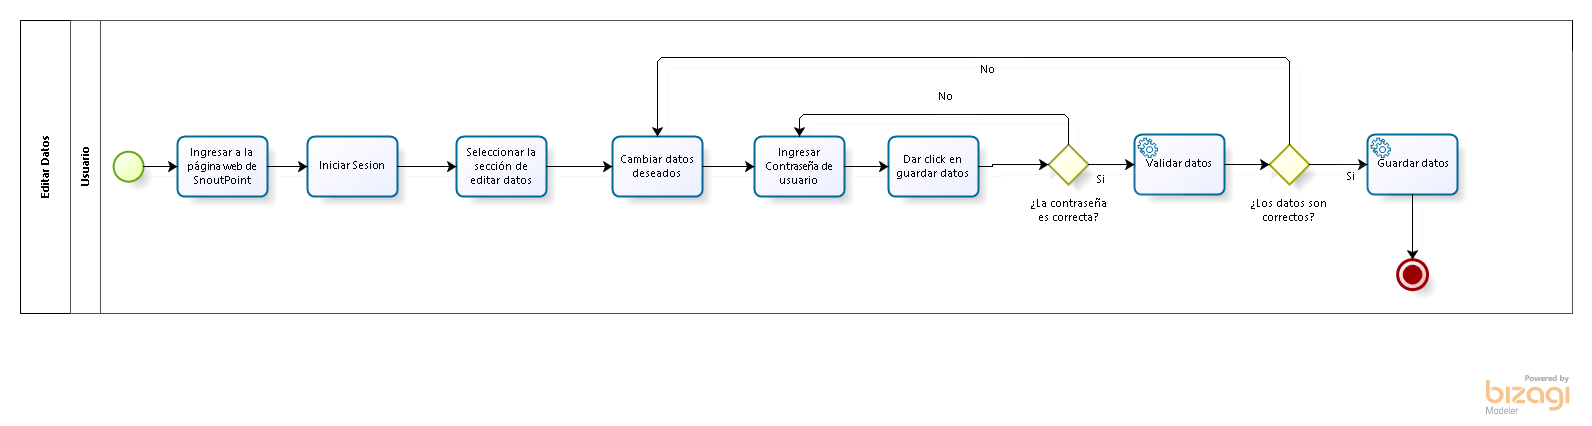 Editar Datos
Usuario
Ingresar a la
página web de
SnoutPoint
Iniciar Sesion
Seleccionar la
sección de
editar datos
Cambiar datos
deseados
Ingresar
Contraseña de
usuario
Dar click en
guardar datos
No
No
¿La contraseña
es correcta?
Si
Validar datos
¿Los datos son
correctos?
Si
Guardar datos
Powered by
bizagi
Modeler